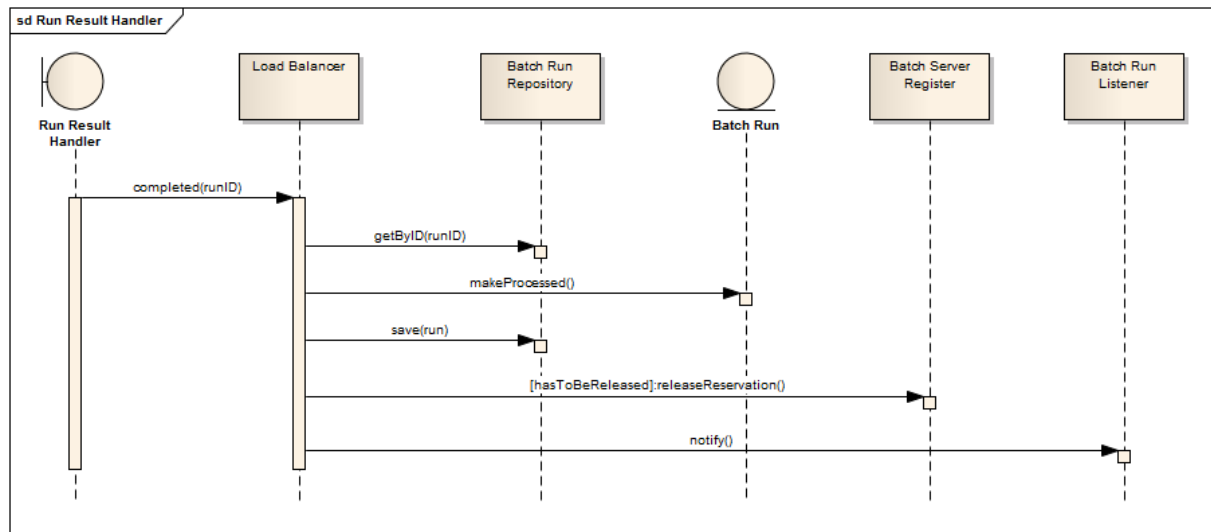 sd Run Result Handler
Load Balancer
Batch Run
Repository
Batch Server
Register
Batch Run
Listener
Run Result
Handler
Batch Run
completed(runID)
getByID(runID)
makeProcessed()
save(run)
[hasToBeReleased]:releaseReservation()
notify()